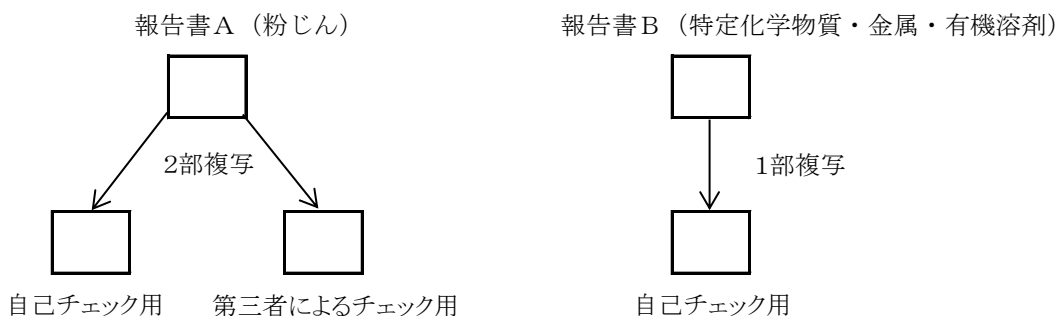 報告書A（粉じん）
報告書B（特定化学物質・金属・有機溶剤）
2部複写
1部複写
自己チェック用
第三者によるチェック用
自己チェック用